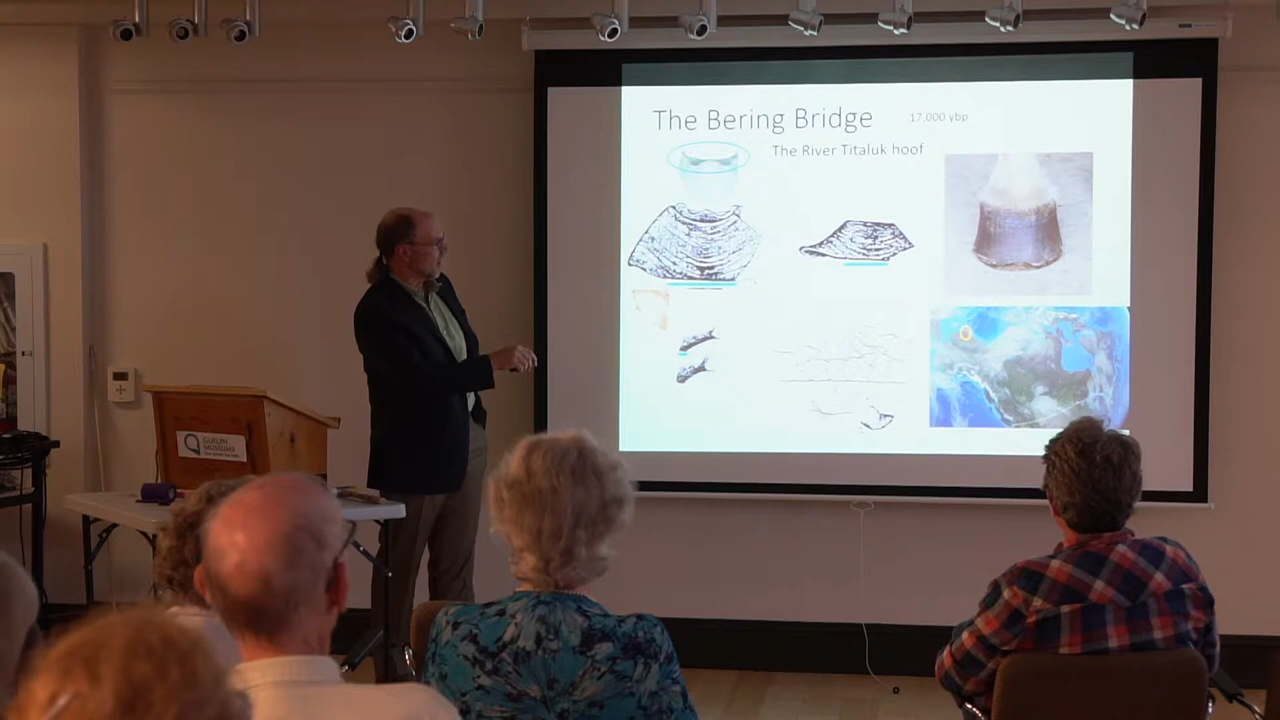 The Bering Bridge
17,000 ybp
The River Titaluk hoof
GUELPH
MUSEUMS